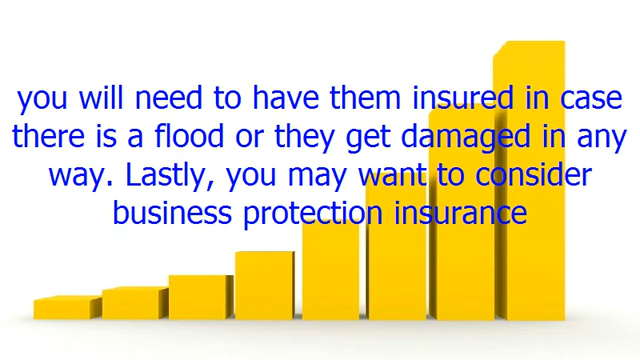 you will need to have them insured in case
there is a flood or they get damaged in any
way. Lastly, you may want to consider
business protection insurance